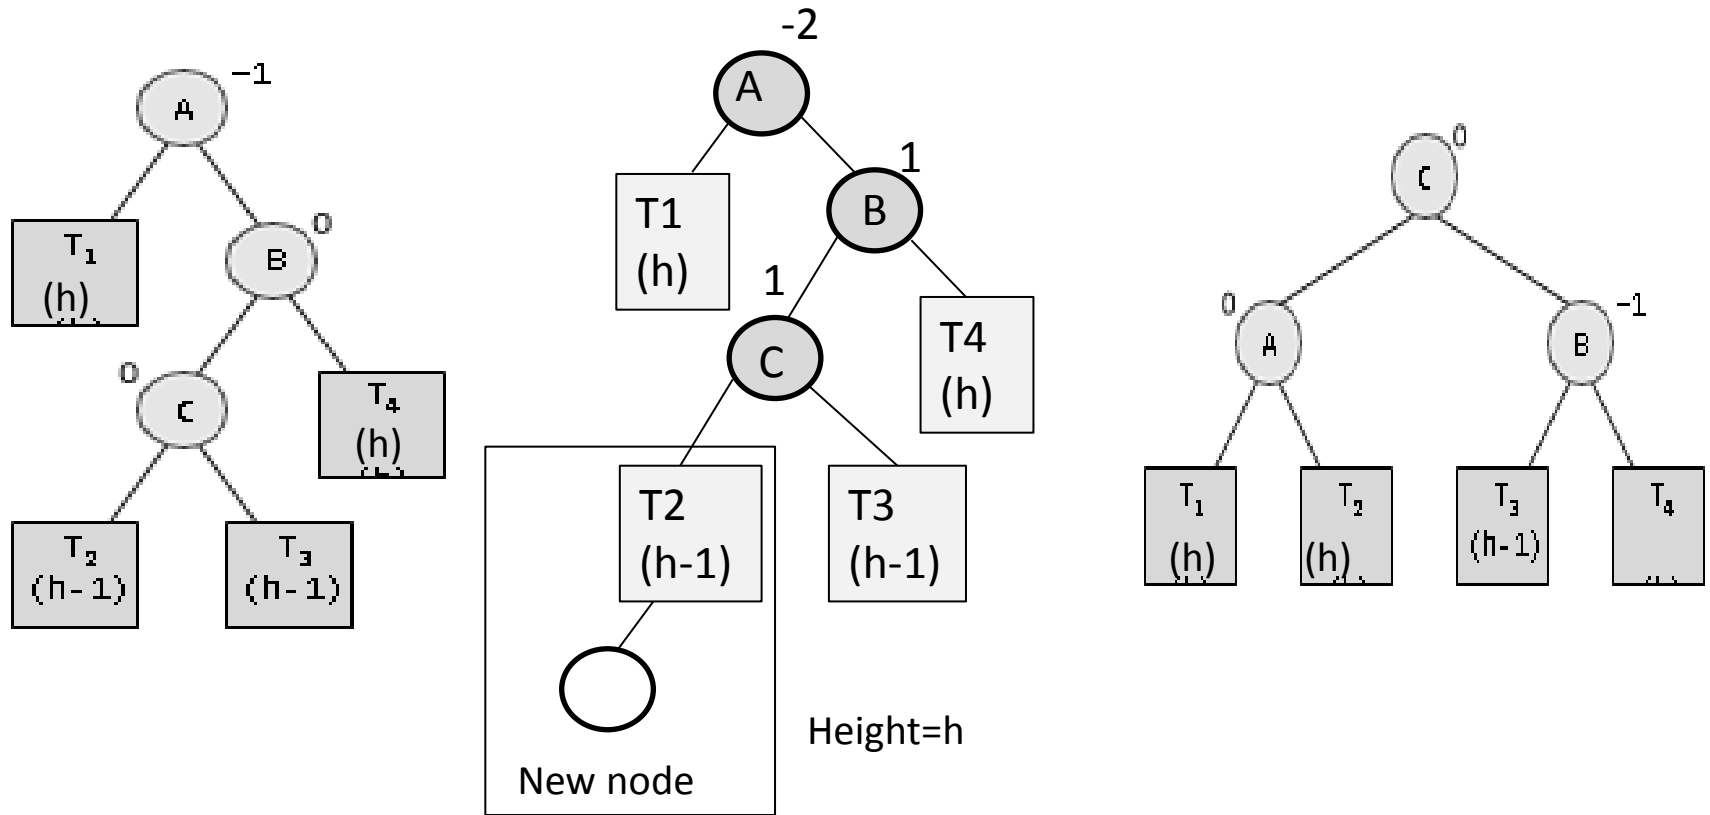 −1
A
T₁
(h)
0
B
0
C
T₄
(h)
T₂
(h-1)
T₃
(h-1)
-2
A
1
T1
(h)
B
1
C
T4
(h)
T2
(h-1)
T3
(h-1)
Height=h
New node
0
C
0
A
−1
B
T₁
(h)
T₂
(h)
T₃
(h-1)
T₄